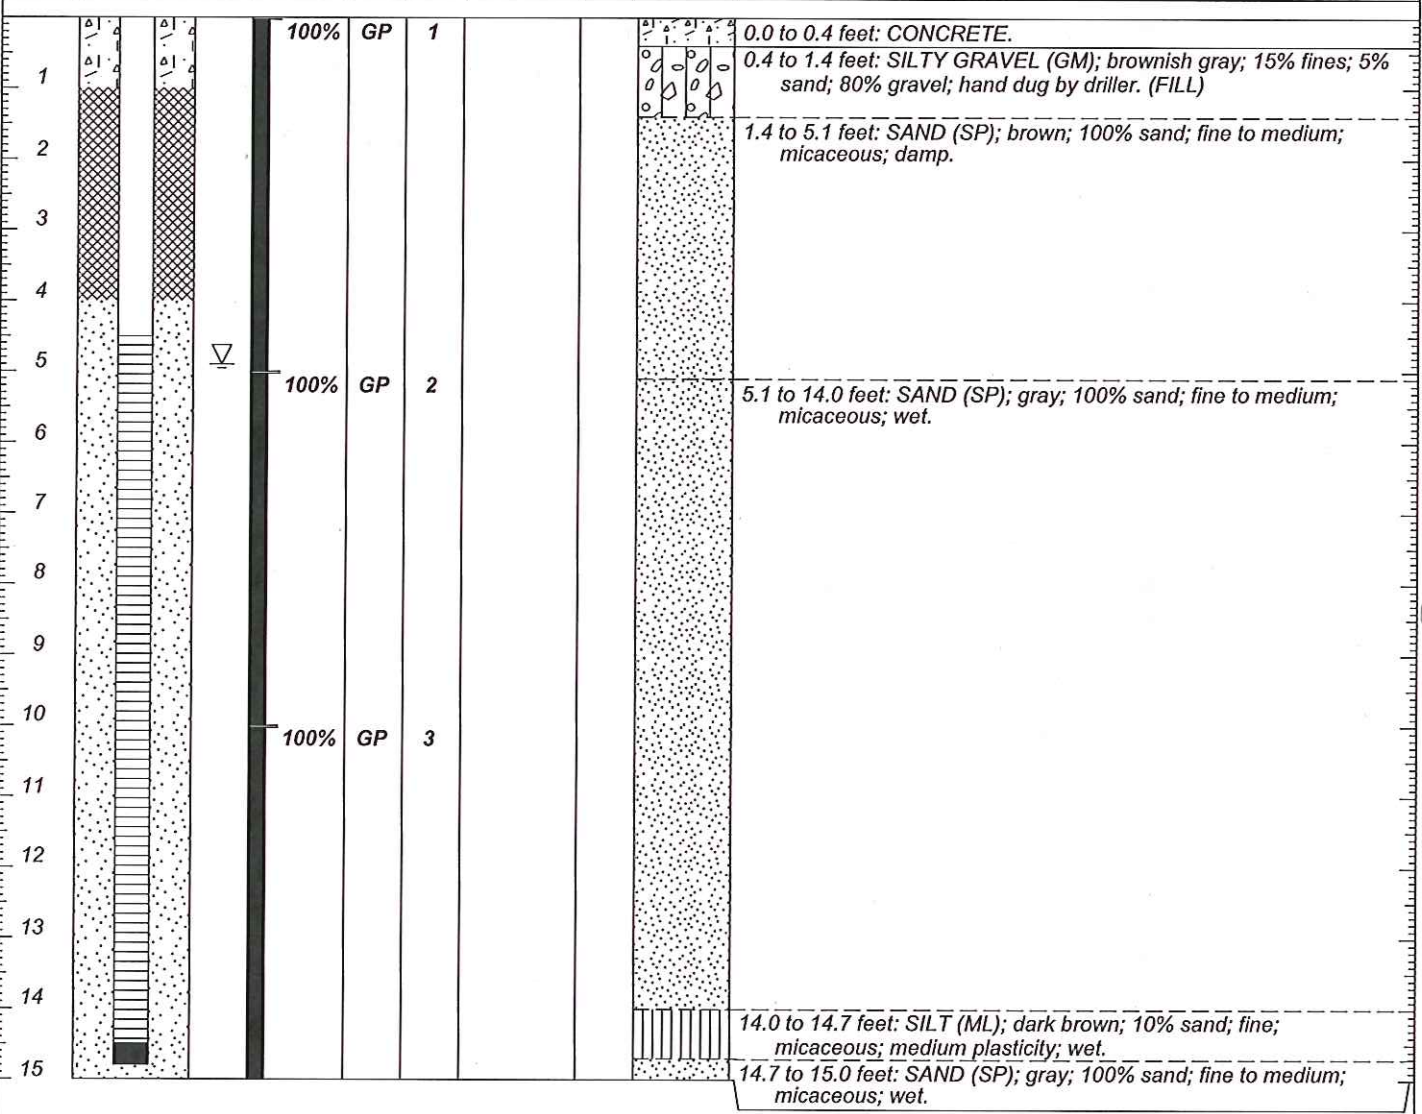 100% GP 1
0.0 to 0.4 feet: CONCRETE.
0.4 to 1.4 feet: SILTY GRAVEL (GM); brownish gray; 15% fines; 5%
sand; 80% gravel; hand dug by driller. (FILL)
1
1.4 to 5.1 feet: SAND (SP); brown; 100% sand; fine to medium;
micaceous; damp.
2
3
4
5
100% GP 2
5.1 to 14.0 feet: SAND (SP); gray; 100% sand; fine to medium;
micaceous; wet.
6
7
8
9
10
100% GP 3
11
12
13
14
14.0 to 14.7 feet: SILT (ML); dark brown; 10% sand; fine;
micaceous; medium plasticity; wet.
15
14.7 to 15.0 feet: SAND (SP); gray; 100% sand; fine to medium;
micaceous; wet.